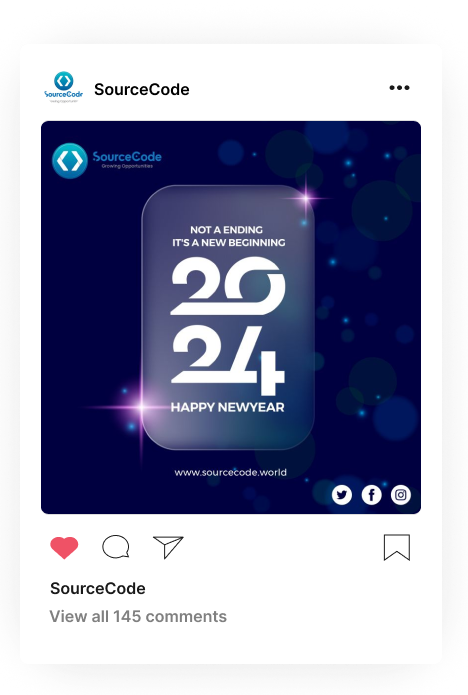 SourceCode
Growing Opportunities
SourceCode
SourceCode
Growing Opportunities
NOT A ENDING
IT'S A NEW BEGINNING
2024
HAPPY NEWYEAR
www.sourcecode.world
SourceCode
View all 145 comments